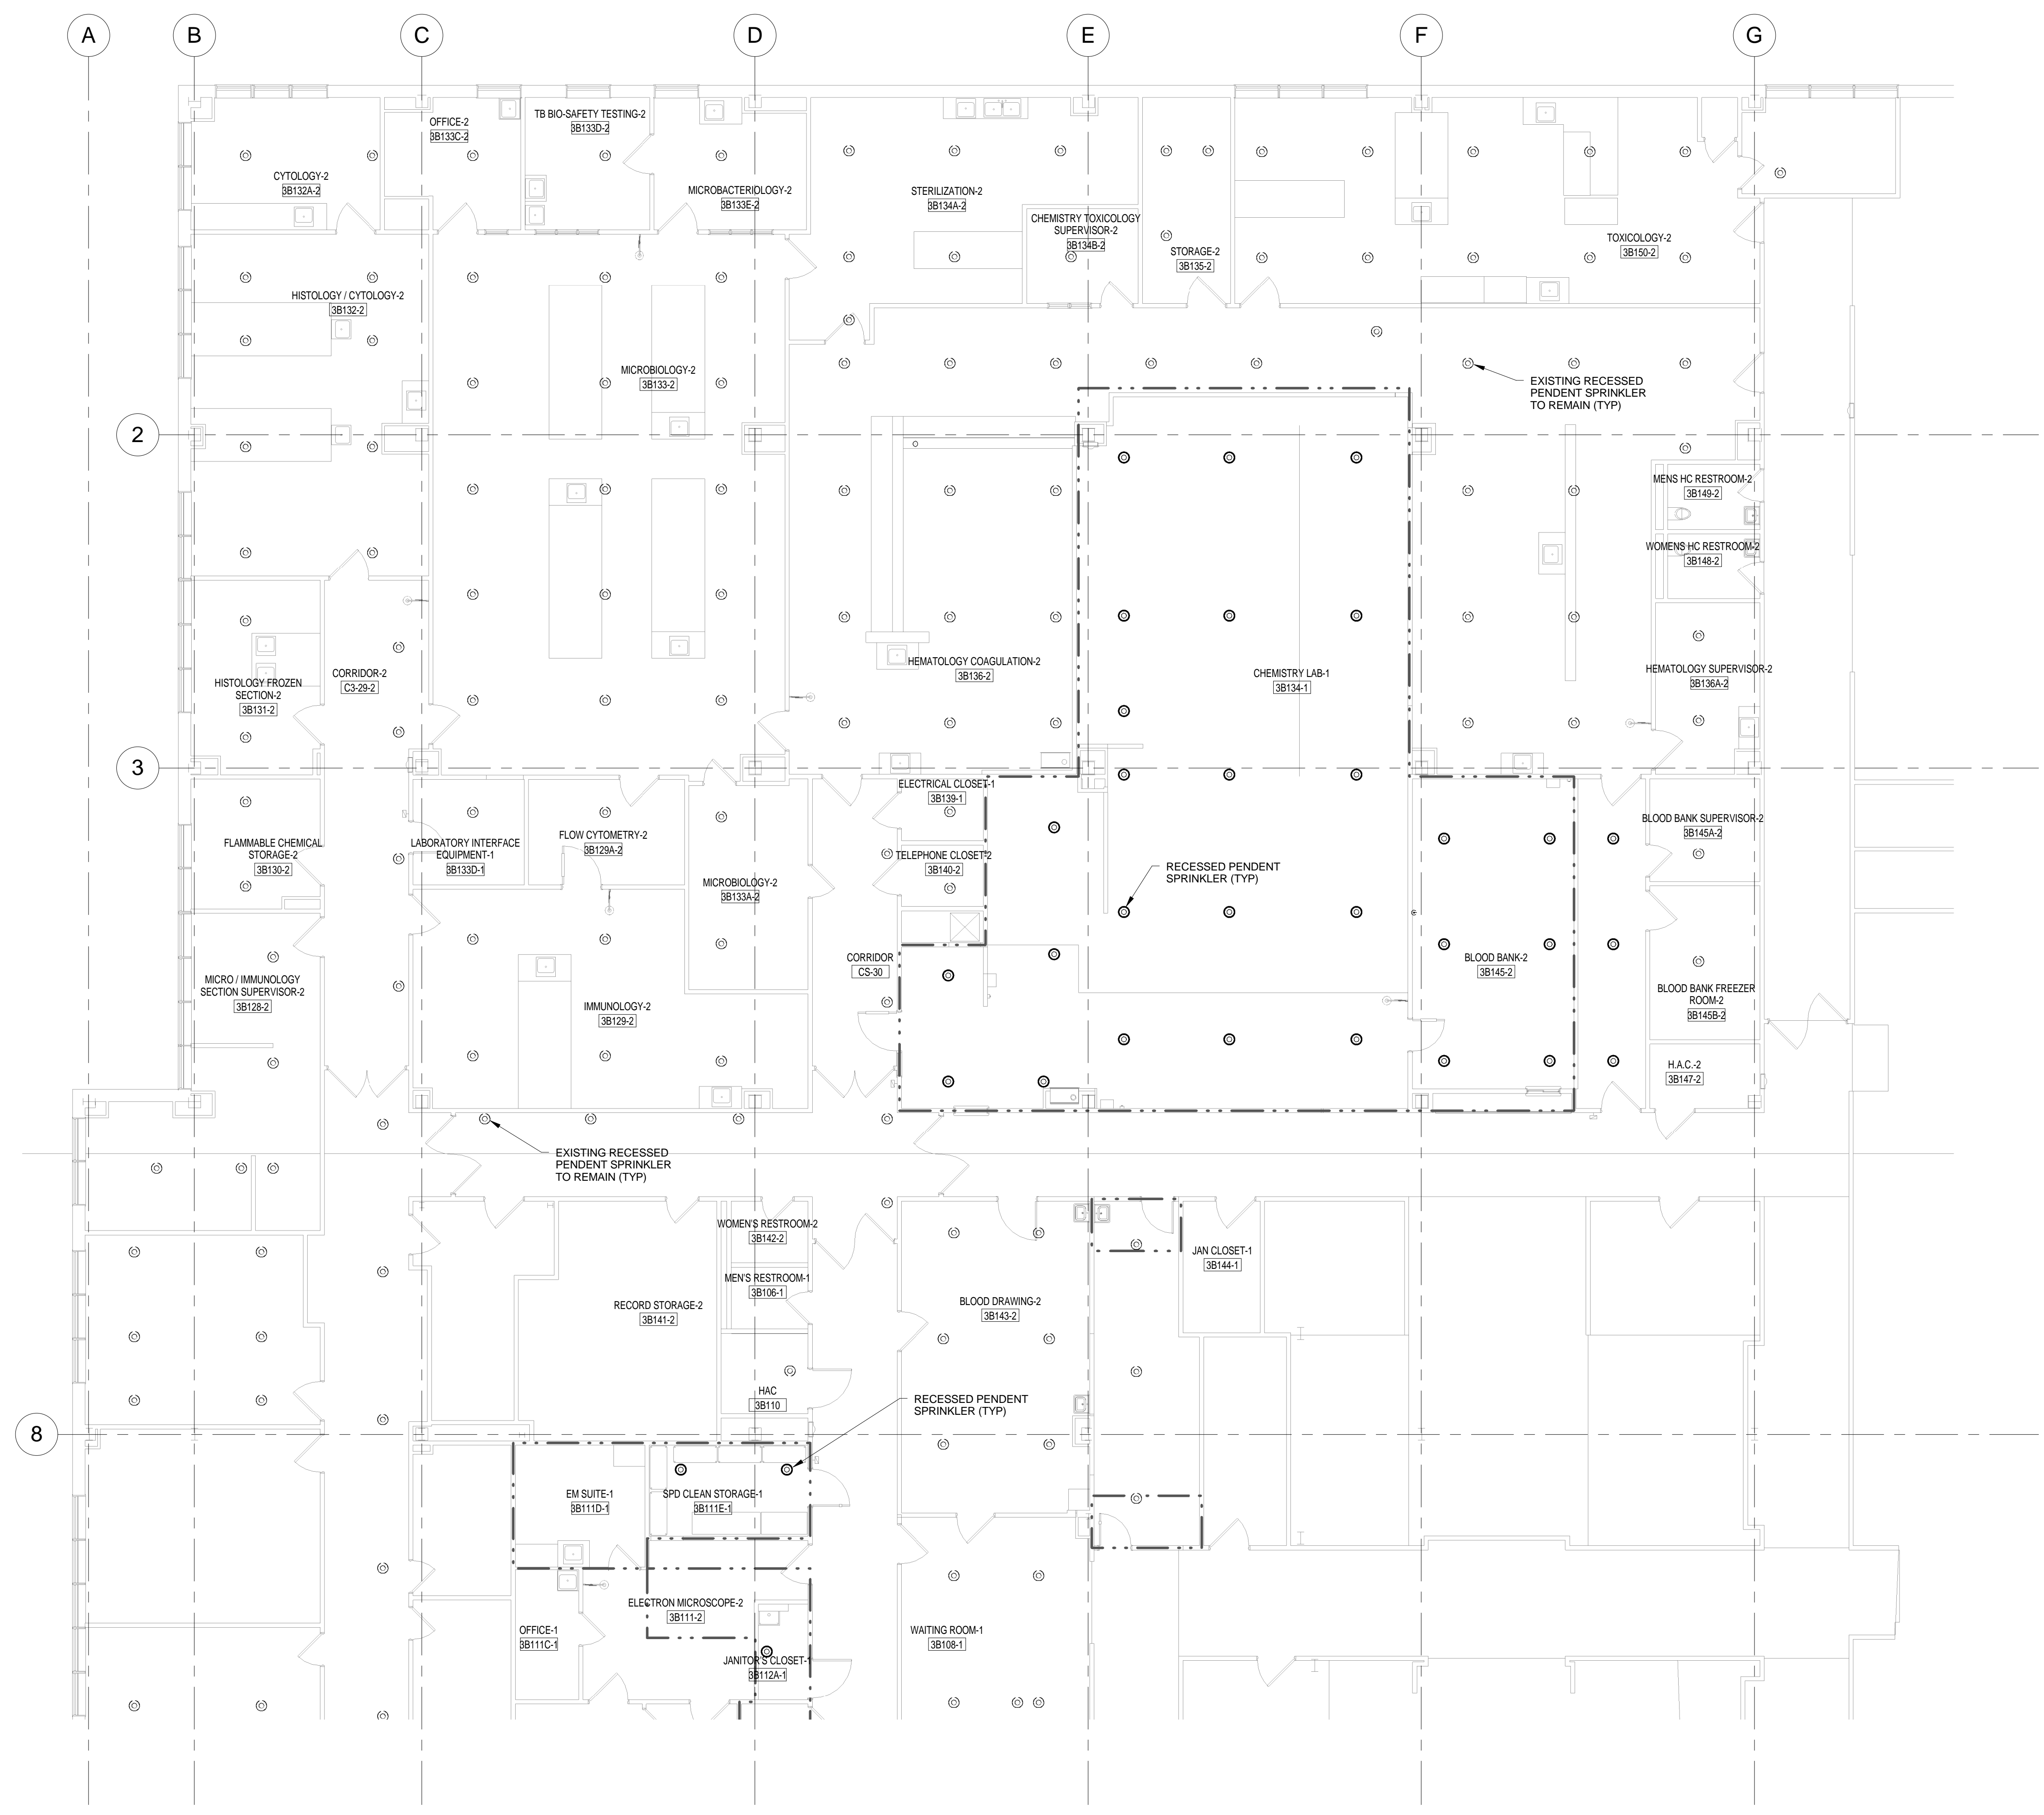 A
B
C
D
E
F
G
OFFICE-2
3B133C-2
TB BIO-SAFETY TESTING-2
3B133D-2
CYTOLOGY-2
3B132A-2
MICROBACTERIOLOGY-2
3B133E-2
STERILIZATION-2
3B134A-2
CHEMISTRY TOXICOLOGY
SUPERVISOR-2
3B134B-2
STORAGE-2
3B135-2
TOXICOLOGY-2
3B150-2
HISTOLOGY / CYTOLOGY-2
3B132-2
MICROBIOLOGY-2
3B133-2
EXISTING RECESSED
PENDENT SPRINKLER
TO REMAIN (TYP)
2
MENS HC RESTROOM-2
3B149-2
WOMENS HC RESTROOM-2
3B148-2
HISTOLOGY FROZEN
SECTION-2
3B131-2
CORRIDOR-2
C3-29-2
HEMATOLOGY COAGULATION-2
3B136-2
CHEMISTRY LAB-1
3B134-1
HEMATOLOGY SUPERVISOR-2
3B136A-2
3
ELECTRICAL CLOSET-1
3B139-1
FLAMMABLE CHEMICAL
STORAGE-2
3B130-2
LABORATORY INTERFACE
EQUIPMENT-1
3B133D-1
FLOW CYTOMETRY-2
3B129A-2
TELEPHONE CLOSET-2
3B140-2
MICROBIOLOGY-2
3B133A-2
RECESSED PENDENT
SPRINKLER (TYP)
BLOOD BANK SUPERVISOR-2
3B145A-2
MICRO / IMMUNOLOGY
SECTION SUPERVISOR-2
3B128-2
IMMUNOLOGY-2
3B129-2
CORRIDOR
CS-30
BLOOD BANK-2
3B145-2
BLOOD BANK FREEZER
ROOM-2
3B145B-2
H.A.C.-2
3B147-2
EXISTING RECESSED
PENDENT SPRINKLER
TO REMAIN (TYP)
WOMEN'S RESTROOM-2
3B142-2
MEN'S RESTROOM-1
3B106-1
RECORD STORAGE-2
3B141-2
BLOOD DRAWING-2
3B143-2
JAN CLOSET-1
3B144-1
HAC
3B110
RECESSED PENDENT
SPRINKLER (TYP)
8
EM SUITE-1
3B111D-1
SPD CLEAN STORAGE-1
3B111E-1
ELECTRON MICROSCOPE-2
3B111-2
OFFICE-1
3B111C-1
JANITOR'S CLOSET-1
3B112A-1
WAITING ROOM-1
3B108-1